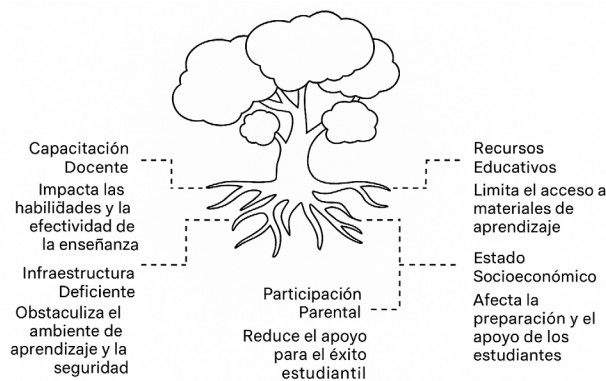 Capacitación
Docente
Impacta las
habilidades y la
efectividad de
la enseñanza
Infraestructura
Deficiente
Obstaculiza el
ambiente de
aprendizaje y la
seguridad
Participación
Parental
Reduce el apoyo
para el éxito
estudiantil
Recursos
Educativos
Limita el acceso a
materiales de
aprendizaje
Estado
Socioeconómico
Afecta la
preparación y el
apoyo de los
estudiantes